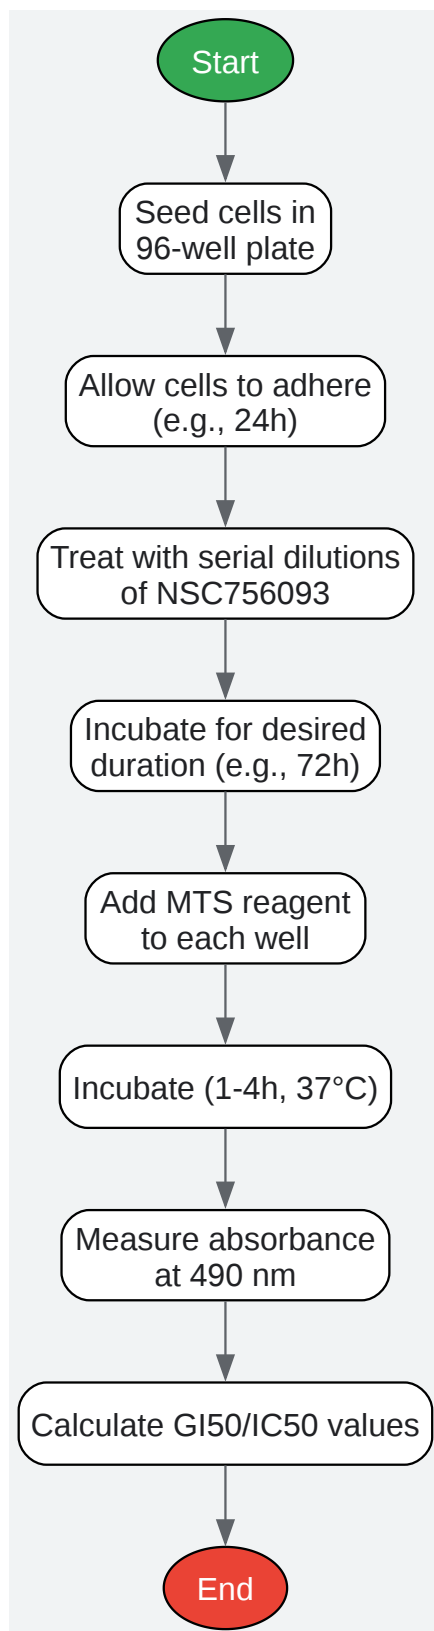 Start
Seed cells in
96-well plate
Allow cells to adhere
(e.g., 24h)
Treat with serial dilutions
of NSC756093
Incubate for desired
duration (e.g., 72h)
Add MTS reagent
to each well
Incubate (1-4h, 37°C)
Measure absorbance
at 490 nm
Calculate GI50/IC50 values
End